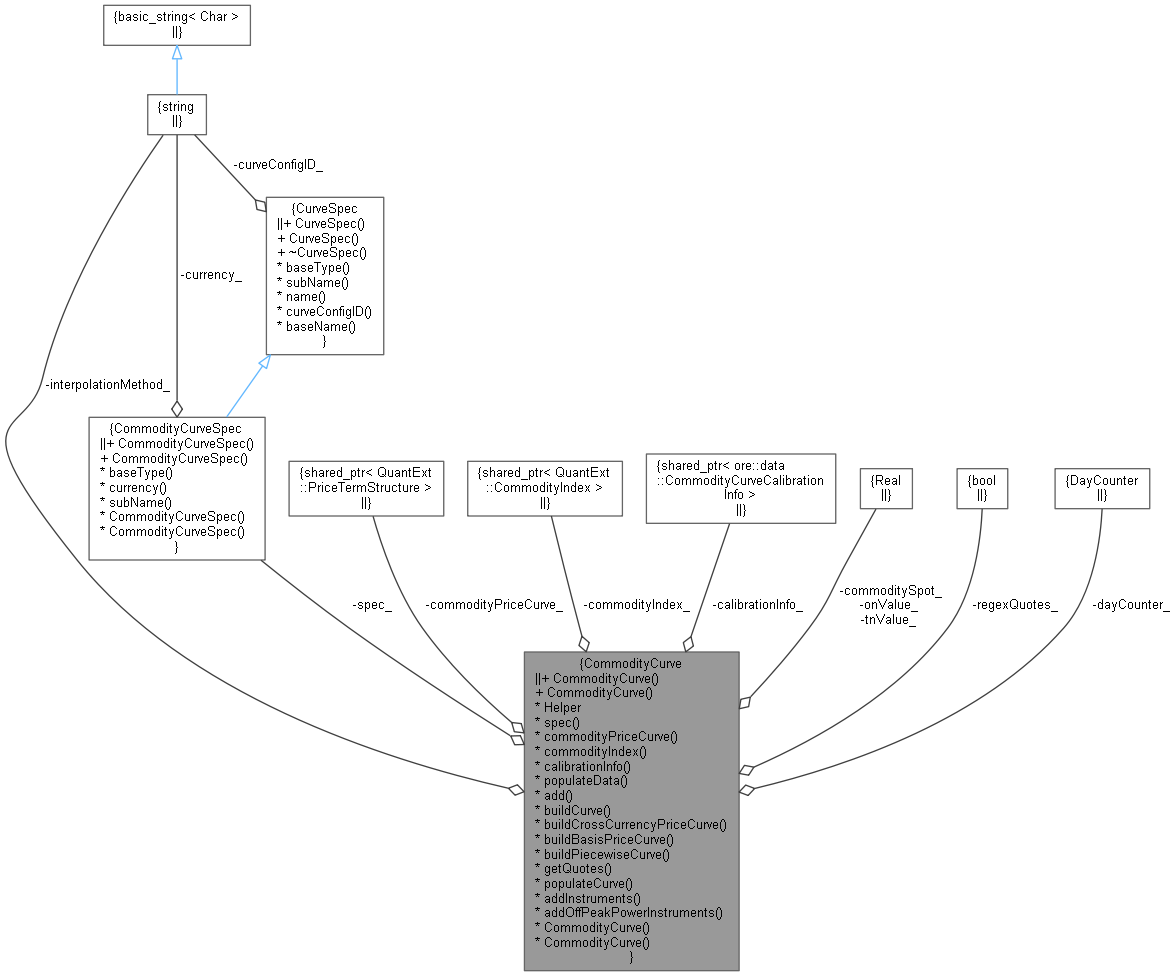 {basic_string< Char >
||}
{string
||}
-curveConfigID_
{CurveSpec
||+ CurveSpec()
+ CurveSpec()
+ ~CurveSpec()
* baseType()
* subName()
* name()
* curveConfigID()
* baseName()
}
-currency_
-interpolationMethod_
{CommodityCurveSpec
||+ CommodityCurveSpec()
+ CommodityCurveSpec()
* baseType()
* currency()
* subName()
* CommodityCurveSpec()
* CommodityCurveSpec()
}
{shared_ptr< QuantExt
::PriceTermStructure >
||}
{shared_ptr< QuantExt
::CommodityIndex >
||}
{shared_ptr< ore::data
::CommodityCurveCalibration
Info >
||}
{Real
||}
{bool
||}
{DayCounter
||}
-spec_
-commodityPriceCurve_
-commodityIndex_
-calibrationInfo_
-commoditySpot_
-onValue_
-tnValue_
-regexQuotes_
-dayCounter_
{CommodityCurve
||+ CommodityCurve()
+ CommodityCurve()
* Helper
* spec()
* commodityPriceCurve()
* commodityIndex()
* calibrationInfo()
* populateData()
* add()
* buildCurve()
* buildCrossCurrencyPriceCurve()
* buildBasisPriceCurve()
* buildPiecewiseCurve()
* getQuotes()
* populateCurve()
* addInstruments()
* addOffPeakPowerInstruments()
* CommodityCurve()
* CommodityCurve()
}